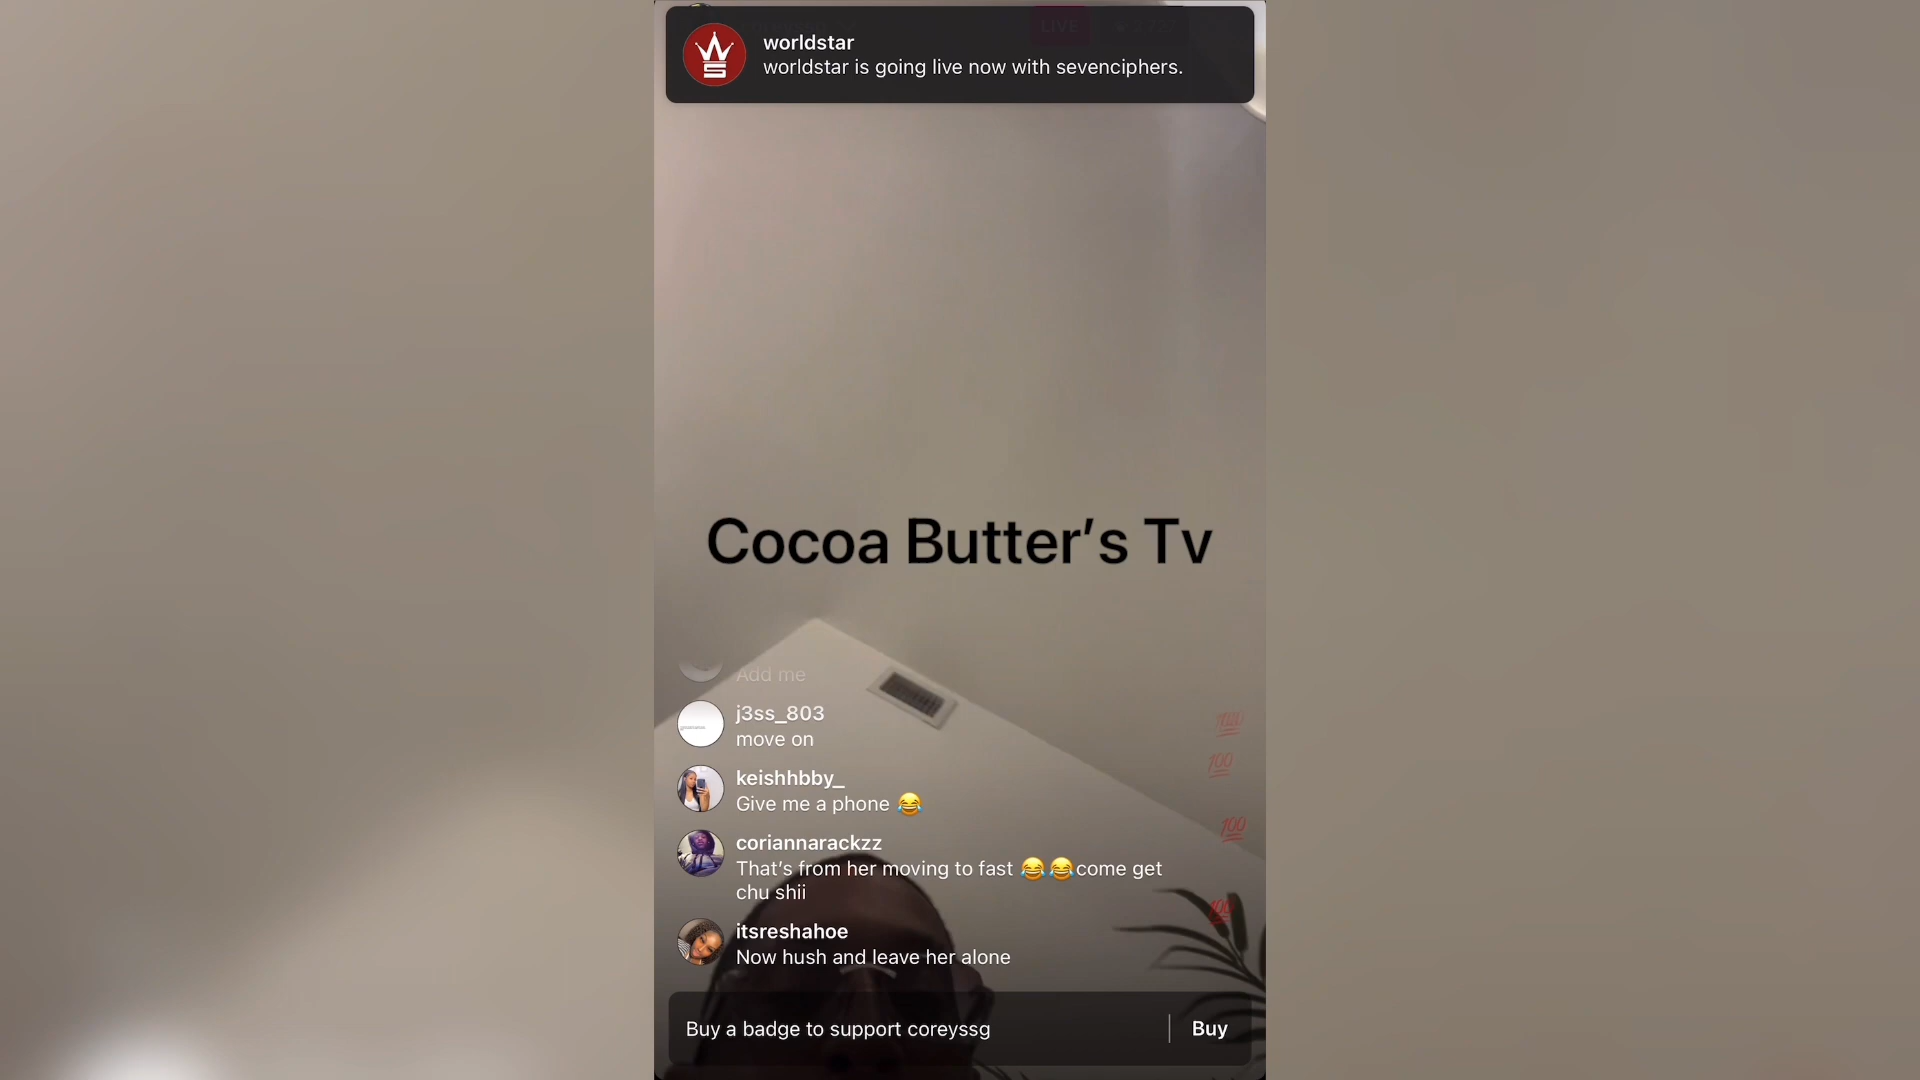 worldstar
worldstar is going live now with sevenciphers.
LIVE
Cocoa Butter's Tv
Add me
j3ss_803
move on
keishhbby_
Give me a phone 😂
coriannarackzz
That's from her moving to fast 😂😂come get
chu shii
itsreshahoe
Now hush and leave her alone
Buy a badge to support coreyssg
Buy
💯
💯
💯
💯